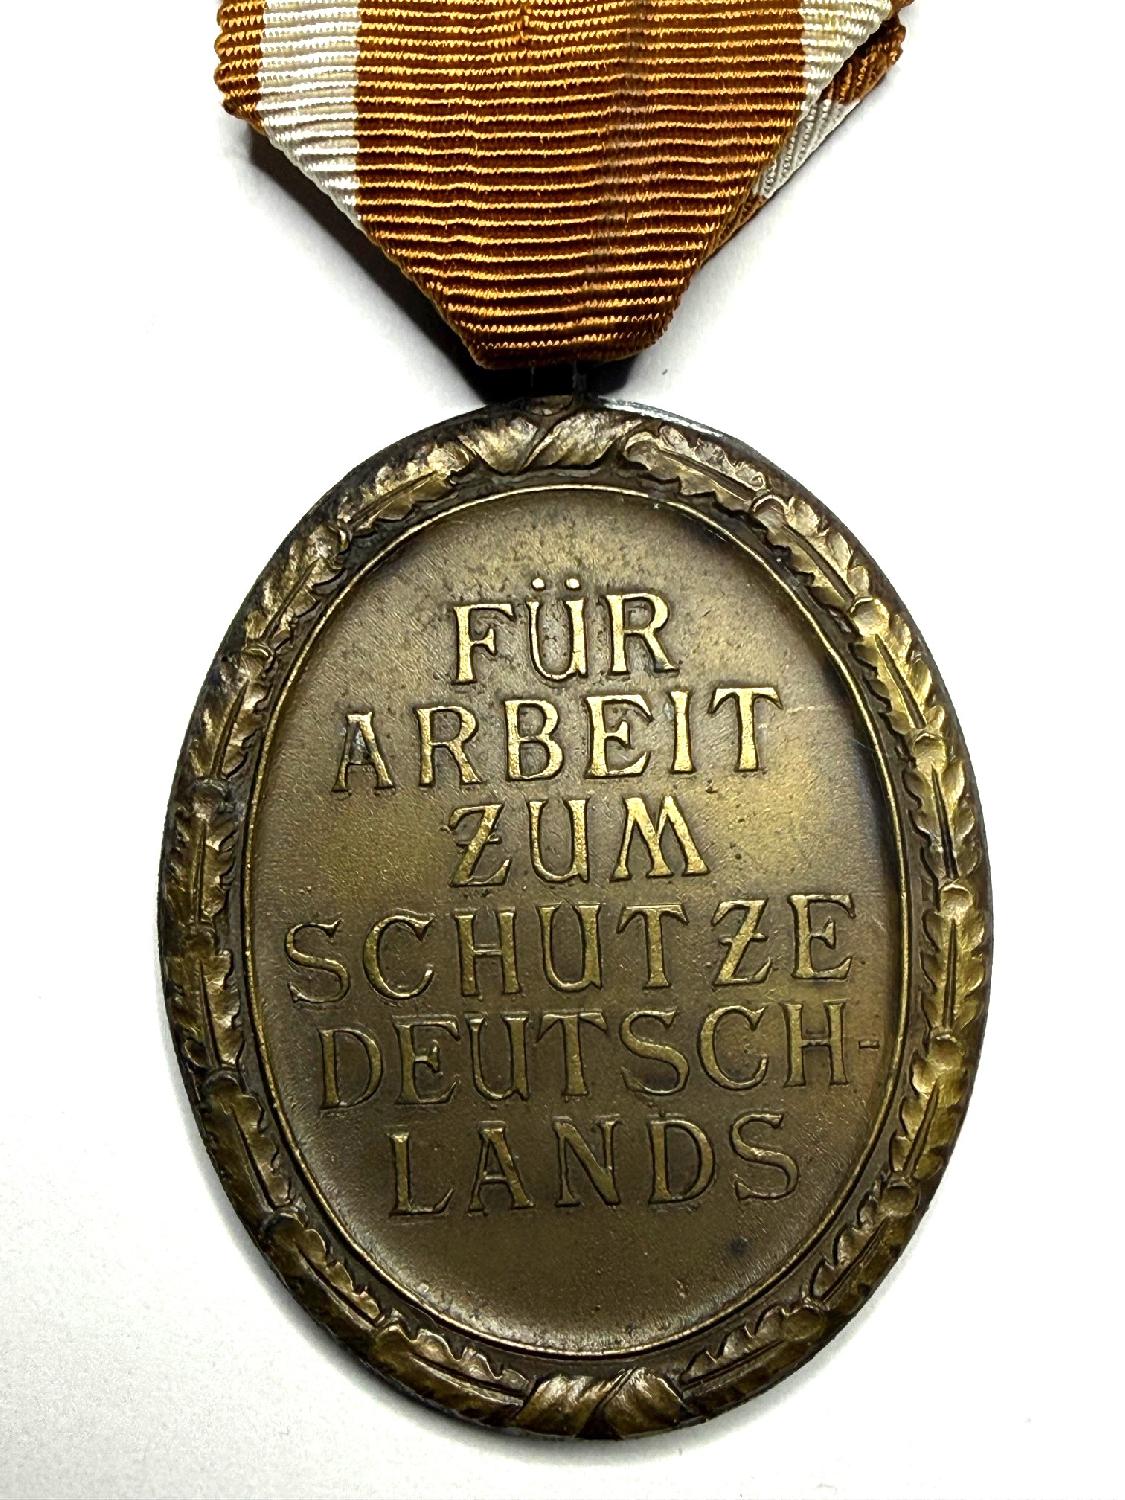 FÜR
ARBEIT
ZUM
SCHUTZE
DEUTSCH-
LANDS